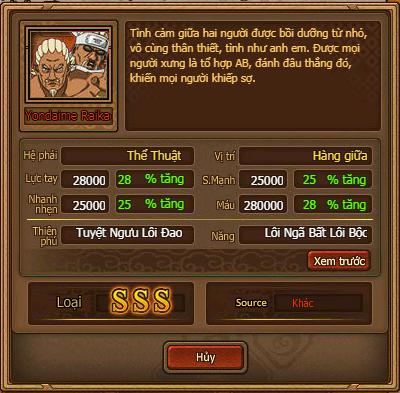 Tình cảm giữa hai người được bồi dưỡng từ nhỏ,
vô cùng thân thiết, tình như anh em. Được mọi
người xưng là tổ hợp AB, đánh đâu thắng đó,
khiến mọi người khiếp sợ.
Yondaime Raika
Hệ phái Thể Thuật Vị trí Hàng giữa
Lực tay 28000 28 % tăng S.Mạnh 25000 25 % tăng
Nhanh nhẹn 25000 25 % tăng Máu 280000 28 % tăng
Thiên phú Tuyệt Ngưu Lôi Đao Năng Lôi Ngã Bất Lôi Bộc
Xem trước
Loại SSS Source Khác
Hủy